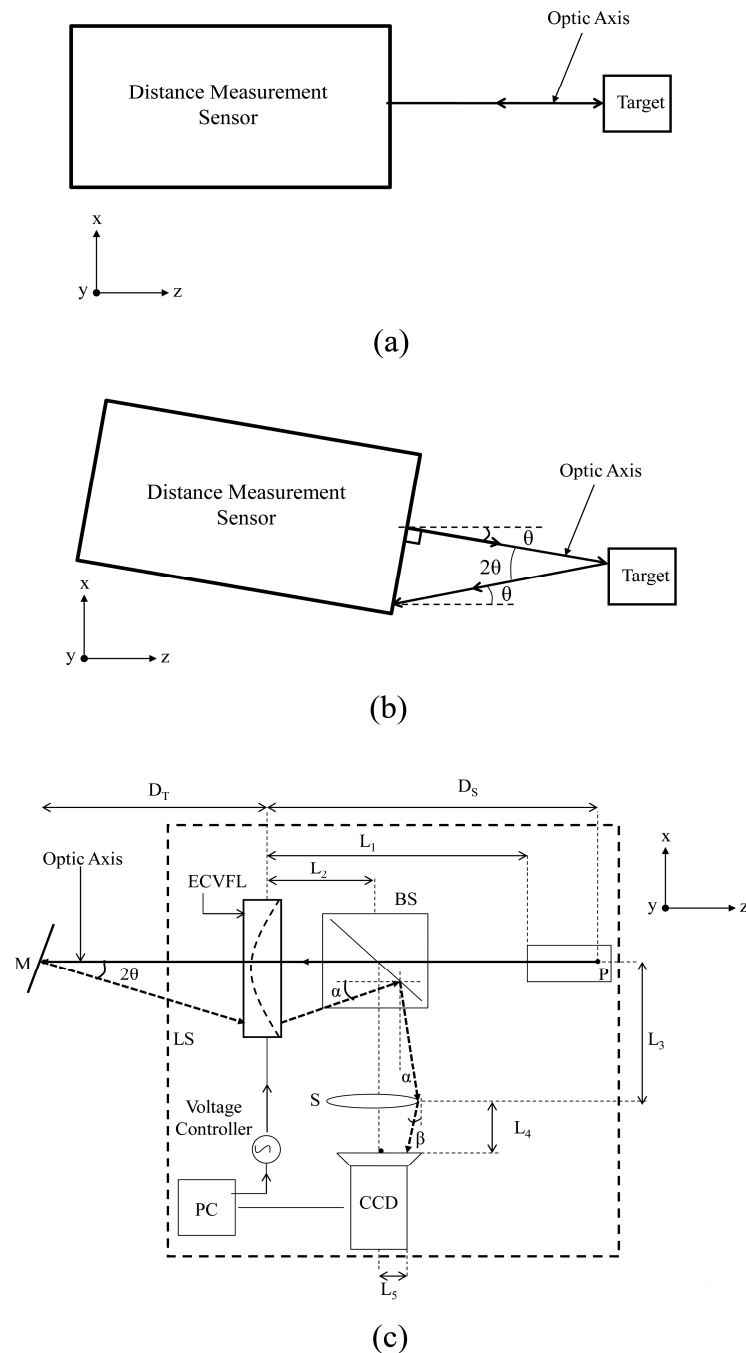 Optic Axis
Distance Measurement
Sensor
Target
x
y
z
(a)
Optic Axis
Distance Measurement
Sensor
θ
2θ
θ
Target
x
y
z
(b)
D_T
D_S
L_1
Optic Axis
L_2
ECVFL
BS
x
y
z
M
2θ
α
P
LS
L_3
α
S
Voltage
Controller
β
L_4
PC
CCD
L_5
(c)